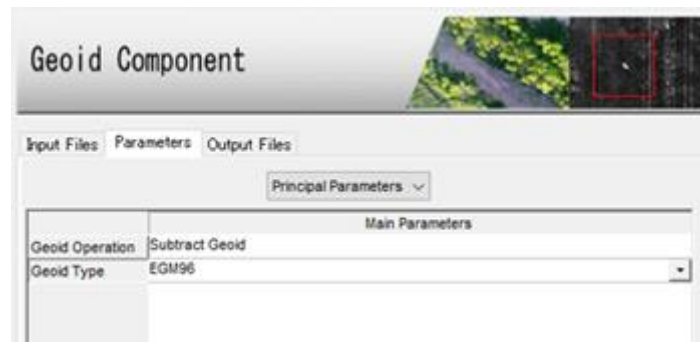 Geoid Component
Input Files Parameters Output Files
Principal Parameters
Main Parameters
Geoid Operation Subtract Geoid
Geoid Type EGM96